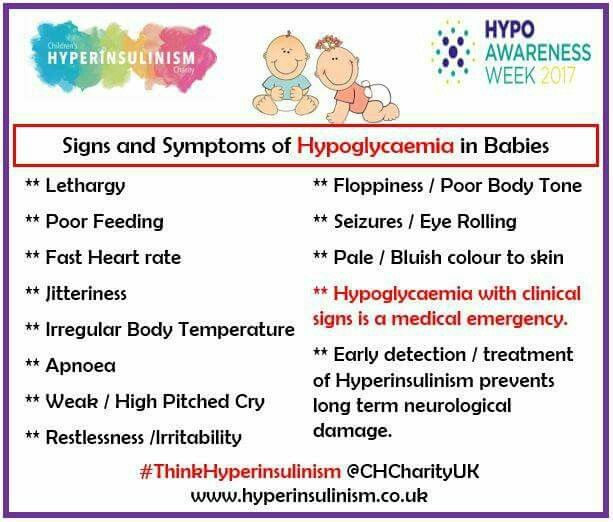 Children's
HYPERINSULINISM
Charity
HYPO
AWARENESS
WEEK 2017
Signs and Symptoms of Hypoglycaemia in Babies
** Lethargy
** Poor Feeding
** Fast Heart rate
** Jitteriness
** Irregular Body Temperature
** Apnoea
** Weak / High Pitched Cry
** Restlessness /Irritability
** Floppiness / Poor Body Tone
** Seizures / Eye Rolling
** Pale / Bluish colour to skin
** Hypoglycaemia with clinical
signs is a medical emergency.
** Early detection / treatment
of Hyperinsulinism prevents
long term neurological
damage.
#ThinkHyperinsulinism @CHCharityUK
www.hyperinsulinism.co.uk